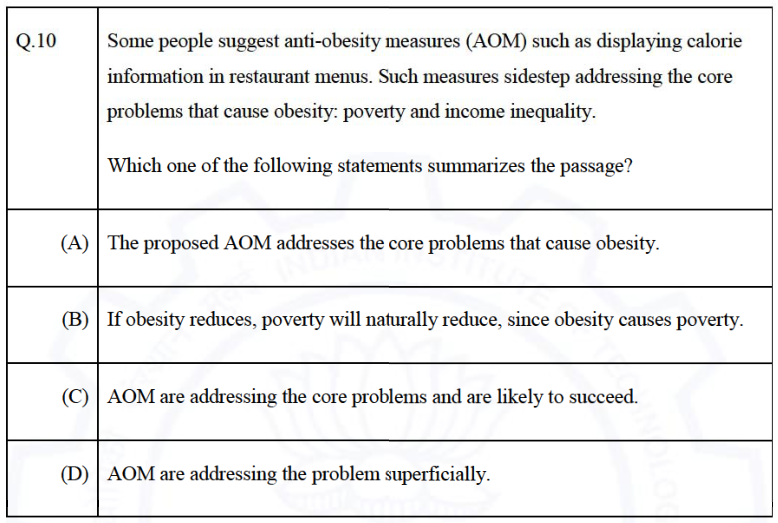 Q.10
Some people suggest anti-obesity measures (AOM) such as displaying calorie
information in restaurant menus. Such measures sidestep addressing the core
problems that cause obesity: poverty and income inequality.
Which one of the following statements summarizes the passage?
(A) The proposed AOM addresses the core problems that cause obesity.
(B) If obesity reduces, poverty will naturally reduce, since obesity causes poverty.
(C) AOM are addressing the core problems and are likely to succeed.
(D) AOM are addressing the problem superficially.